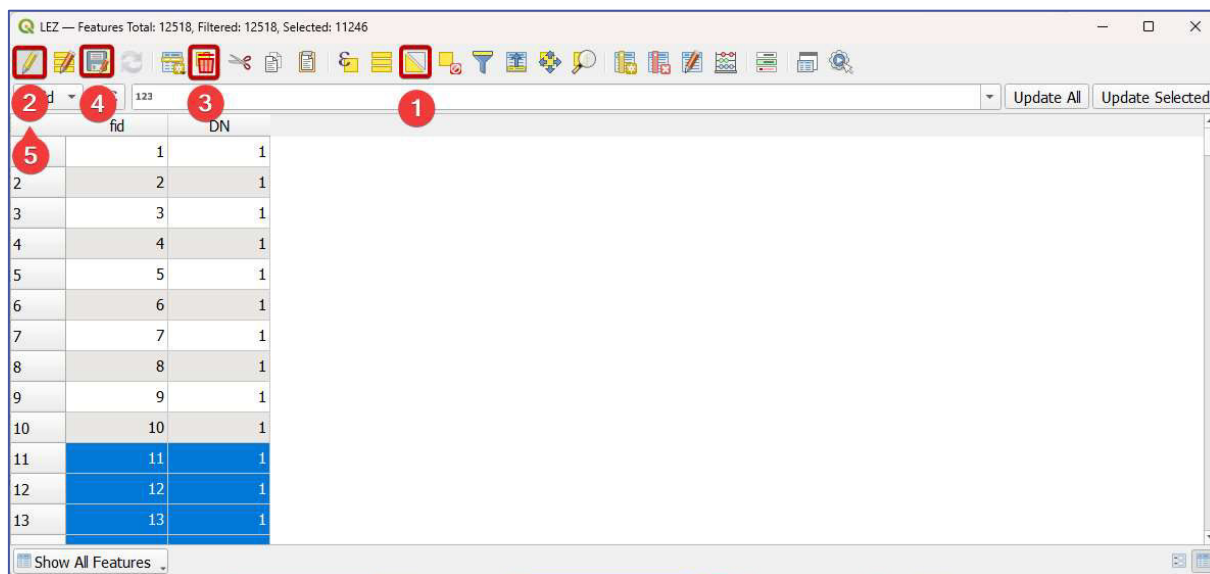 LEZ — Features Total: 12518, Filtered: 12518, Selected: 11246
1
2
3
4
5
123
Update All
Update Selected
fid DN
1 1
2 2 1
3 3 1
4 4 1
5 5 1
6 6 1
7 7 1
8 8 1
9 9 1
10 10 1
11 11 1
12 12 1
13 13 1
Show All Features